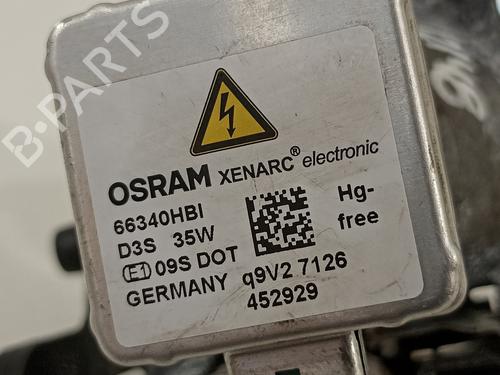 B-PARTS
OSRAM XENARC® electronic
66340HBI
D3S 35W
Hg-
free
E1 09S DOT
GERMANY q9V2 7126
452929